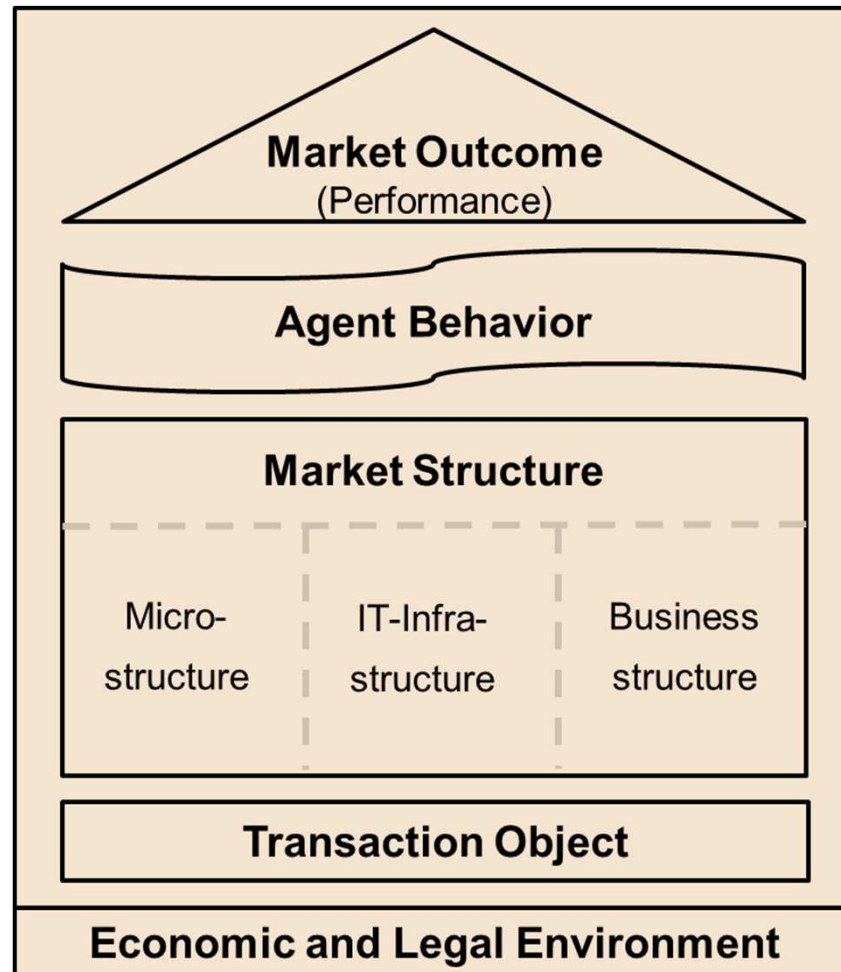 Market Outcome
(Performance)
Agent Behavior
Market Structure
Micro-
structure
IT-Infra-
structure
Business
structure
Transaction Object
Economic and Legal Environment